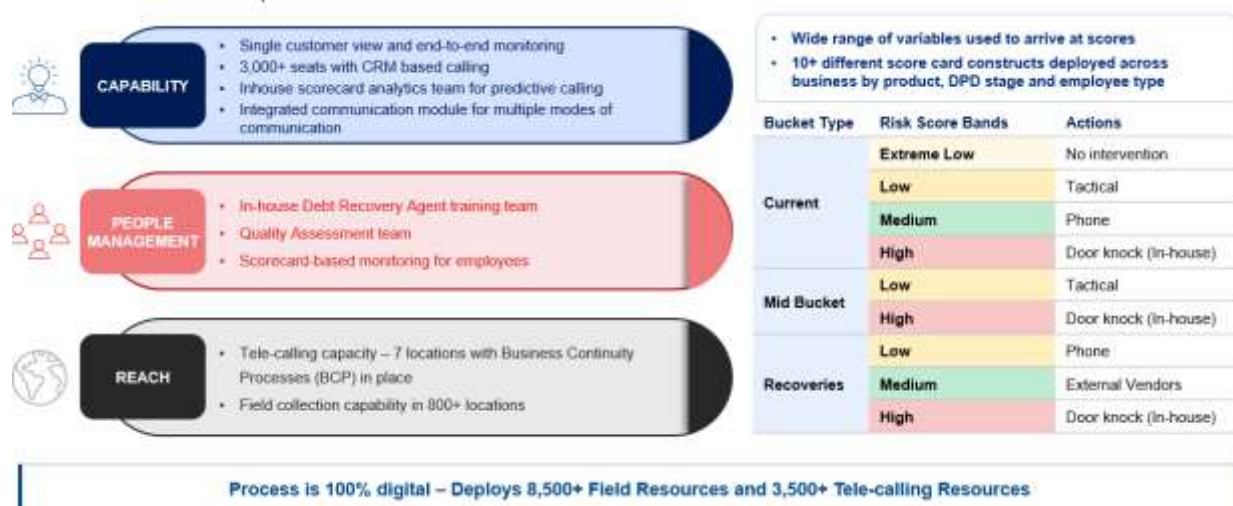 CAPABILITY
• Single customer view and end-to-end monitoring
• 3,000+ seats with CRM based calling
• Inhouse scorecard analytics team for predictive calling
• Integrated communication module for multiple modes of
communication
PEOPLE
MANAGEMENT
• In-house Debt Recovery Agent training team
• Quality Assessment team
• Scorecard-based monitoring for employees
REACH
• Tele-calling capacity – 7 locations with Business Continuity
Processes (BCP) in place
• Field collection capability in 800+ locations
• Wide range of variables used to arrive at scores
• 10+ different score card constructs deployed across
business by product, DPD stage and employee type
Bucket Type Risk Score Bands Actions
Current
Extreme Low No intervention
Low Tactical
Medium Phone
High Door knock (In-house)
Mid Bucket
Low Tactical
High Door knock (In-house)
Recoveries
Low Phone
Medium External Vendors
High Door knock (In-house)
Process is 100% digital – Deploys 8,500+ Field Resources and 3,500+ Tele-calling Resources